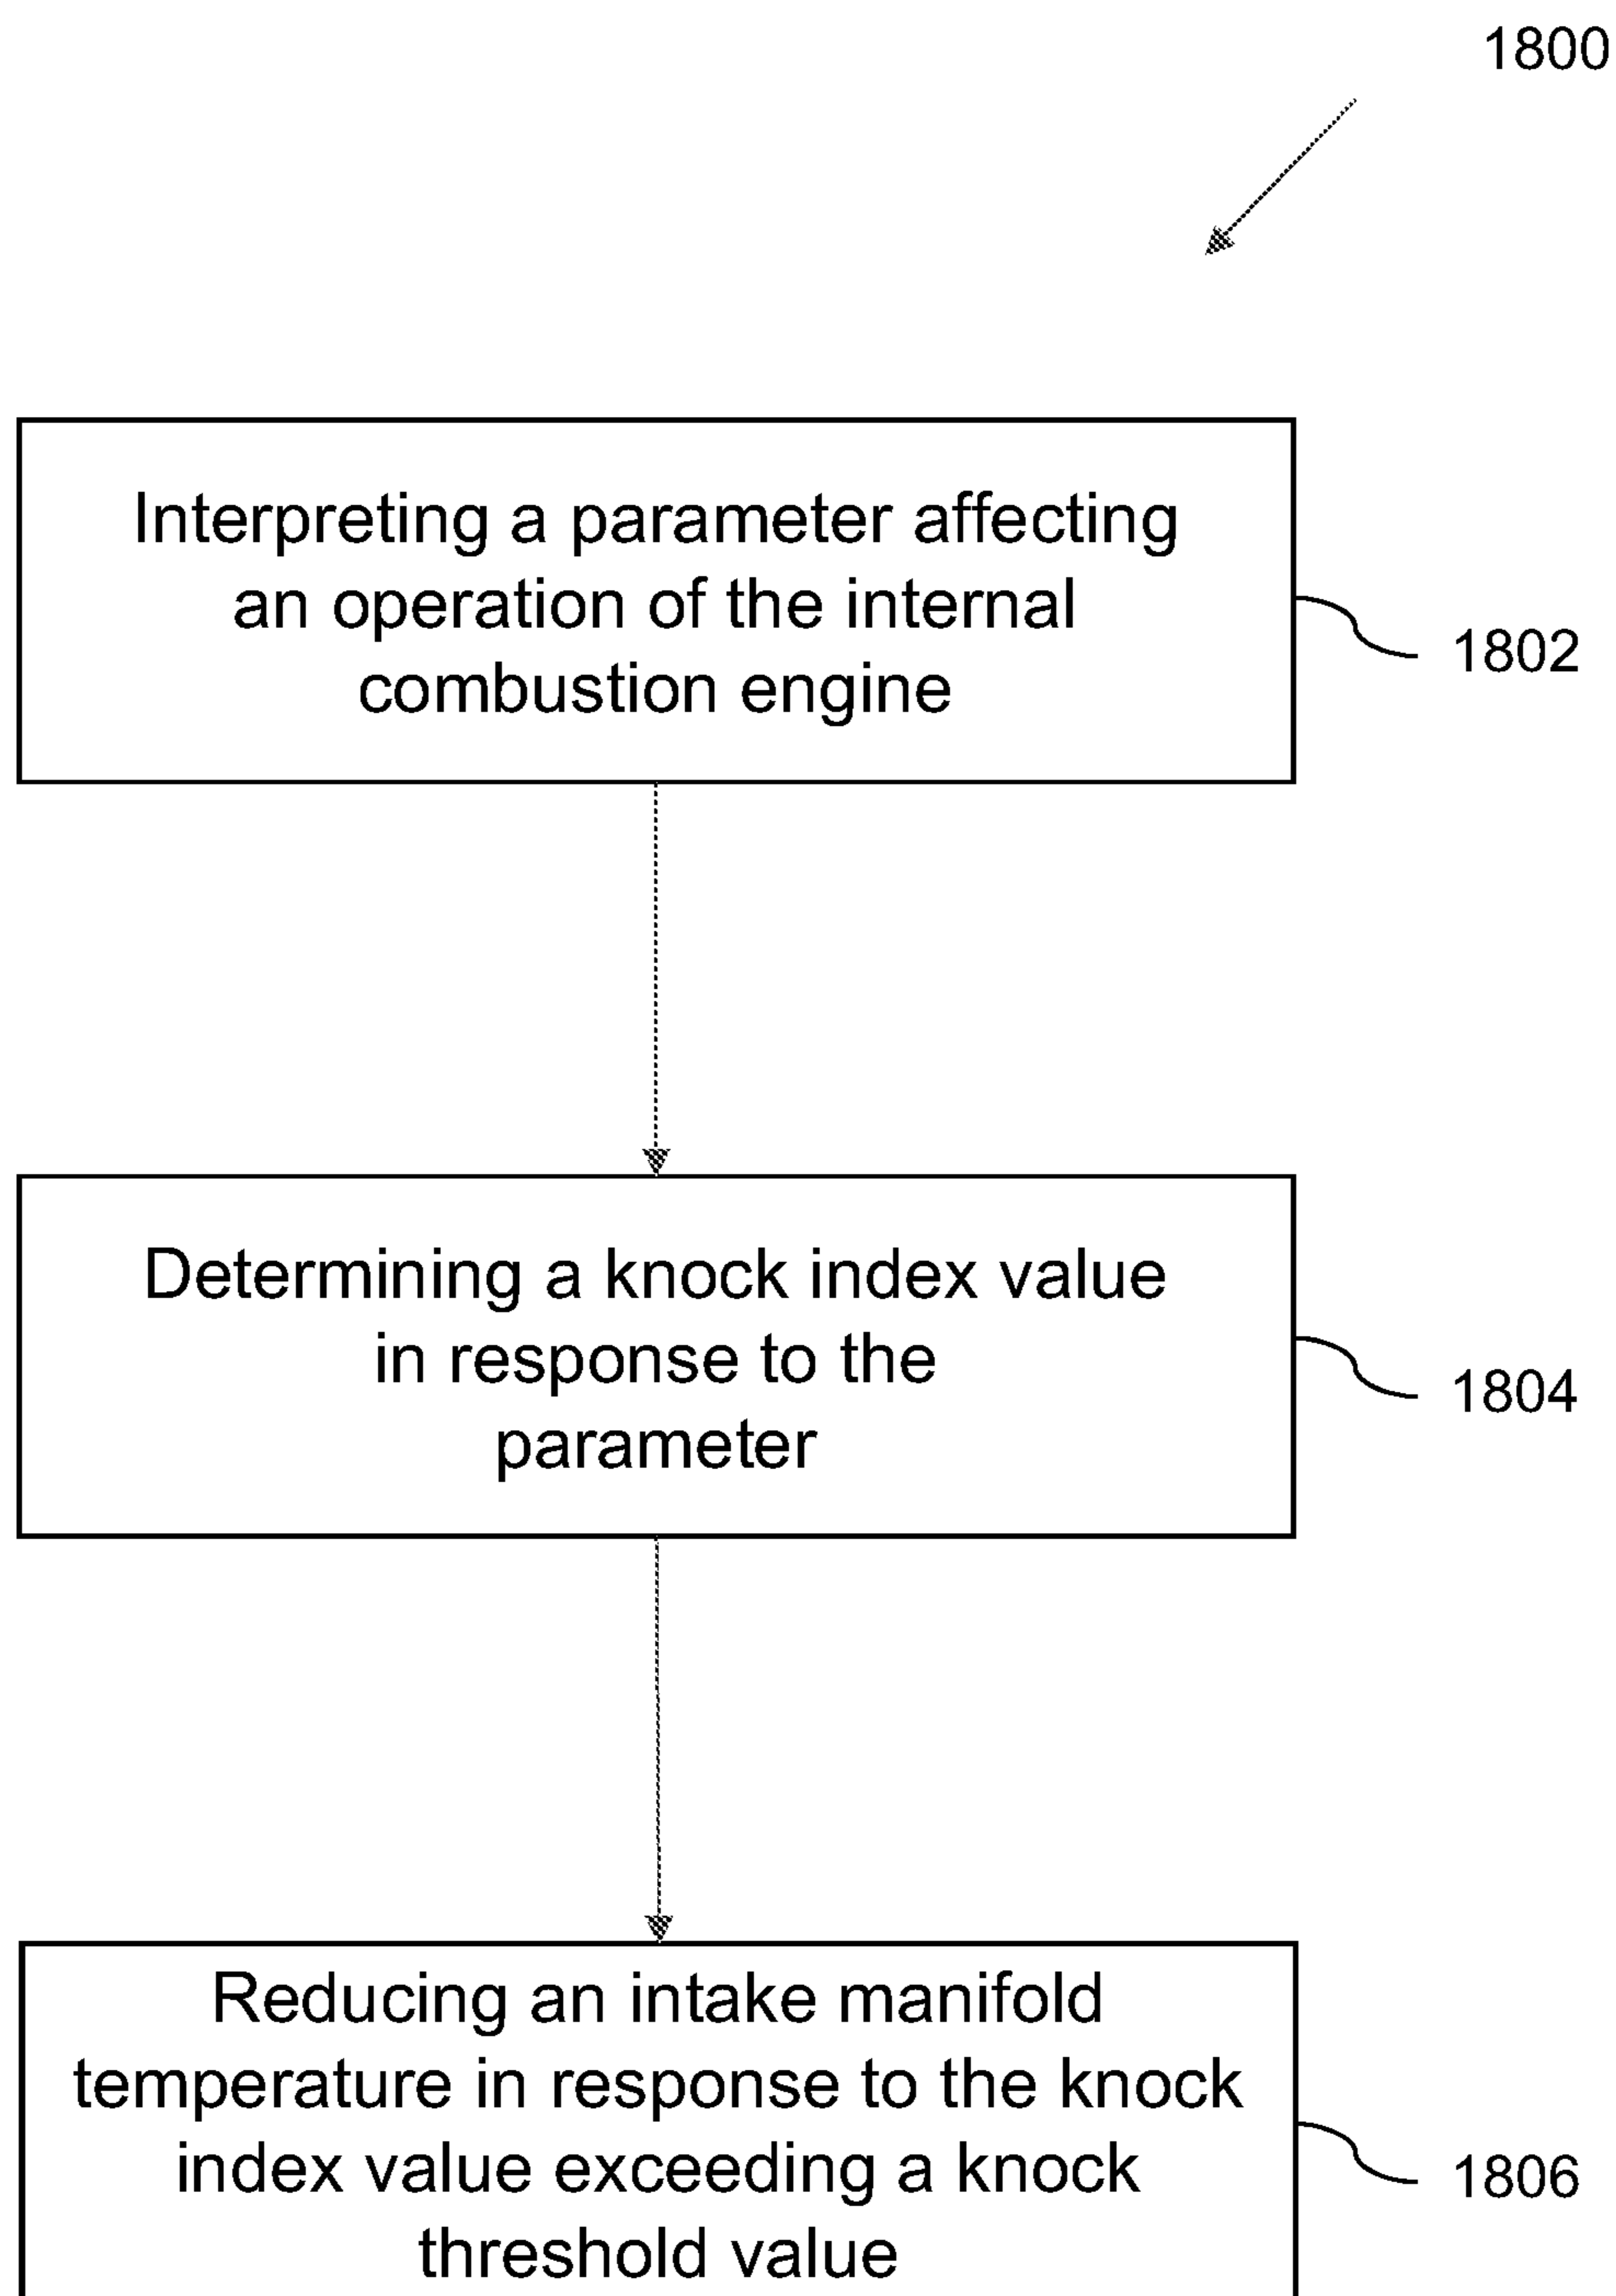 1800
Interpreting a parameter affecting
an operation of the internal
combustion engine
1802
Determining a knock index value
in response to the
parameter
1804
Reducing an intake manifold
temperature in response to the knock
index value exceeding a knock
threshold value
1806